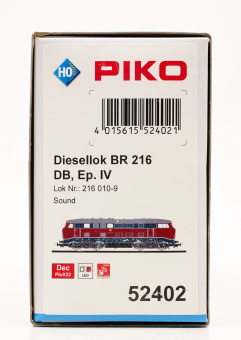 H0
PIKO
4 015615 524021
Diesellok BR 216
DB, Ep. IV
Lok Nr.: 216 010-9
Sound
Dec
PluX22
LED
52402